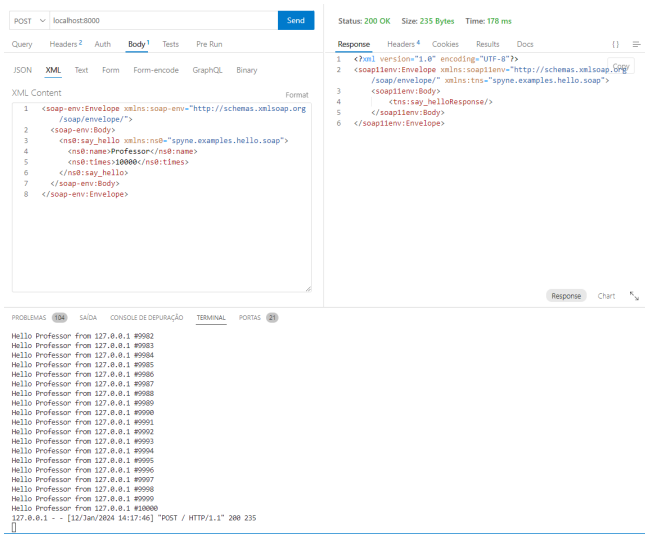 POST localhost:8000 Send
Query Headers 2 Auth Body 1 Tests Pre Run
JSON XML Text Form Form-encode GraphQL Binary
XML Content Format
1 <soap-env:Envelope xmlns:soap-env="http://schemas.xmlsoap.org
/soap/envelope/">
2 <soap-env:Body>
3 <ns0:say_hello xmlns:ns0="spyne.examples.hello.soap">
4 <ns0:name>Professor</ns0:name>
5 <ns0:times>10000</ns0:times>
6 </ns0:say_hello>
7 </soap-env:Body>
8 </soap-env:Envelope>
Status: 200 OK Size: 235 Bytes Time: 178 ms
Response Headers 4 Cookies Results Docs {}
Copy
1 <?xml version="1.0" encoding="UTF-8"?>
2 <soap11env:Envelope xmlns:soap11env="http://schemas.xmlsoap.org
/soap/envelope/" xmlns:tns="spyne.examples.hello.soap">
3 <soap11env:Body>
4 <tns:say_helloResponse/>
5 </soap11env:Body>
6 </soap11env:Envelope>
Response Chart
PROBLEMAS 104 SAÍDA CONSOLE DE DEPURAÇÃO TERMINAL PORTAS 21
Hello Professor from 127.0.0.1 #9982
Hello Professor from 127.0.0.1 #9983
Hello Professor from 127.0.0.1 #9984
Hello Professor from 127.0.0.1 #9985
Hello Professor from 127.0.0.1 #9986
Hello Professor from 127.0.0.1 #9987
Hello Professor from 127.0.0.1 #9988
Hello Professor from 127.0.0.1 #9989
Hello Professor from 127.0.0.1 #9990
Hello Professor from 127.0.0.1 #9991
Hello Professor from 127.0.0.1 #9992
Hello Professor from 127.0.0.1 #9993
Hello Professor from 127.0.0.1 #9994
Hello Professor from 127.0.0.1 #9995
Hello Professor from 127.0.0.1 #9996
Hello Professor from 127.0.0.1 #9997
Hello Professor from 127.0.0.1 #9998
Hello Professor from 127.0.0.1 #9999
Hello Professor from 127.0.0.1 #10000
127.0.0.1 - - [12/Jan/2024 14:17:46] "POST / HTTP/1.1" 200 235